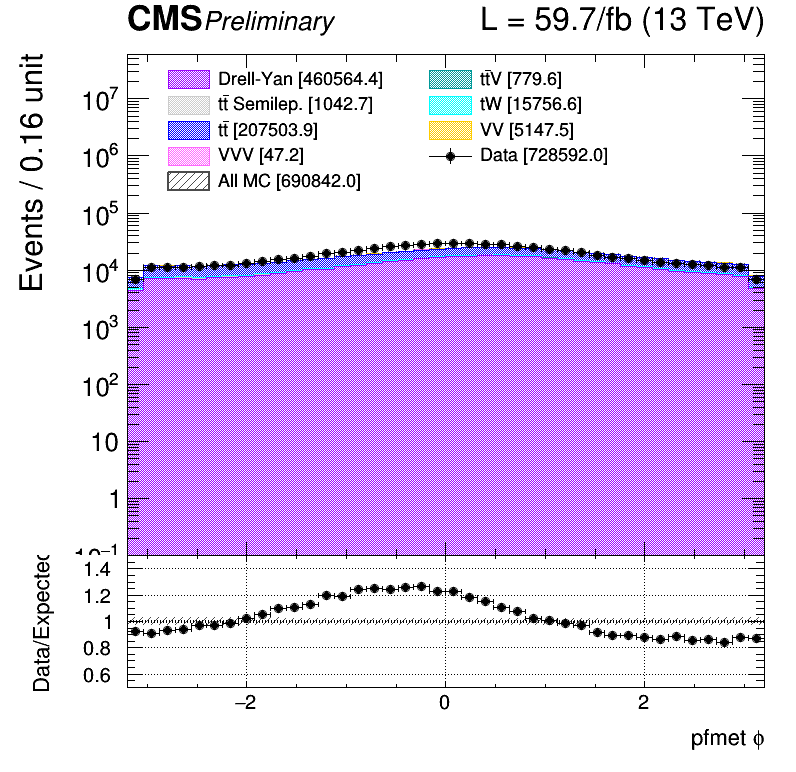 CMS Preliminary L = 59.7/fb (13 TeV)
Events / 0.16 unit
Drell-Yan [460564.4]
tt̄ Semilep. [1042.7]
tt̄ [207503.9]
VVV [47.2]
All MC [690842.0]
tt̄V [779.6]
tW [15756.6]
VV [5147.5]
Data [728592.0]
10⁷
10⁶
10⁵
10⁴
10³
10²
10
1
10⁻¹
Data/Expected
1.4
1.2
1
0.8
0.6
−2 0 2
pfmet ϕ